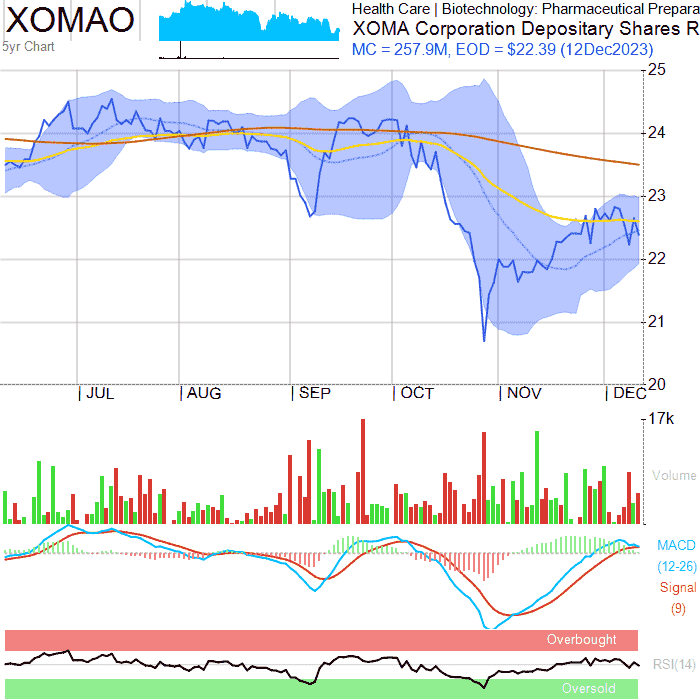 XOMAO
5yr Chart
Health Care | Biotechnology: Pharmaceutical Prepara
XOMA Corporation Depositary Shares R
MC = 257.9M, EOD = $22.39 (12Dec2023)
25
24
23
22
21
20
JUL AUG SEP OCT NOV DEC
17k
Volume
MACD
(12-26)
Signal
(9)
Overbought
RSI(14)
Oversold